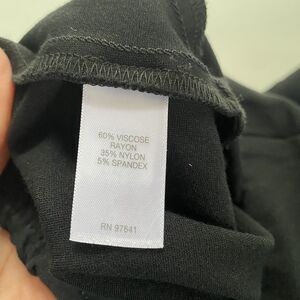 60% VISCOSE
RAYON
35% NYLON
5% SPANDEX
RN 97641